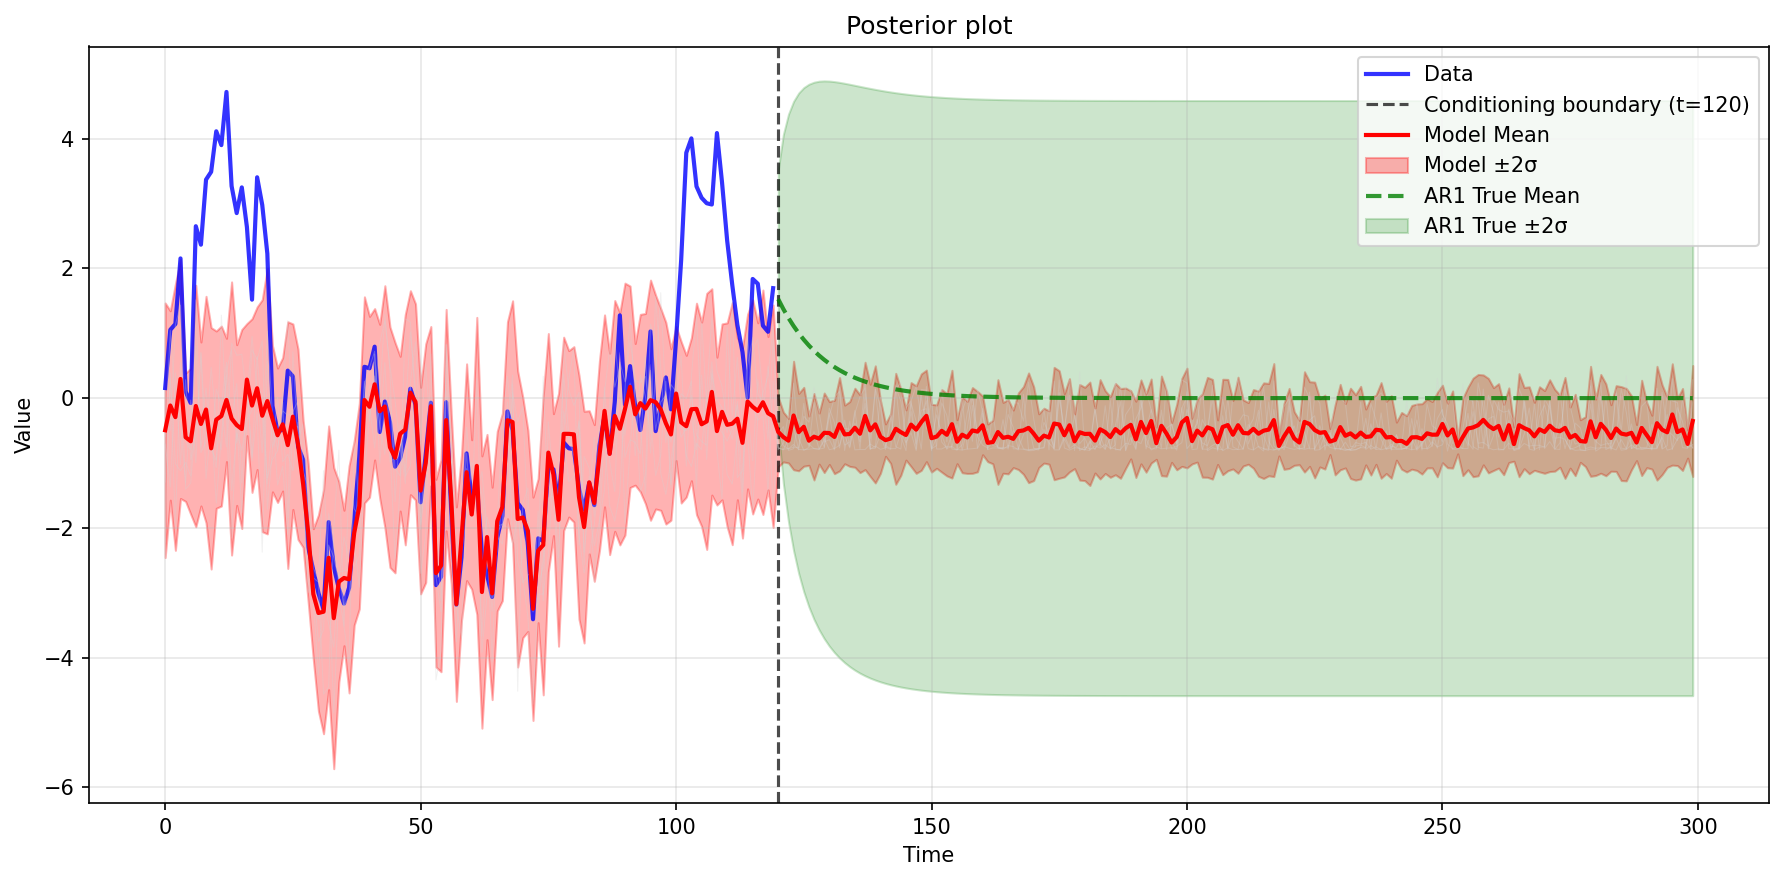 Posterior plot
Data
Conditioning boundary (t=120)
Model Mean
Model ±2σ
AR1 True Mean
AR1 True ±2σ
Value
4
2
0
−2
−4
−6
0 50 100 150 200 250 300
Time